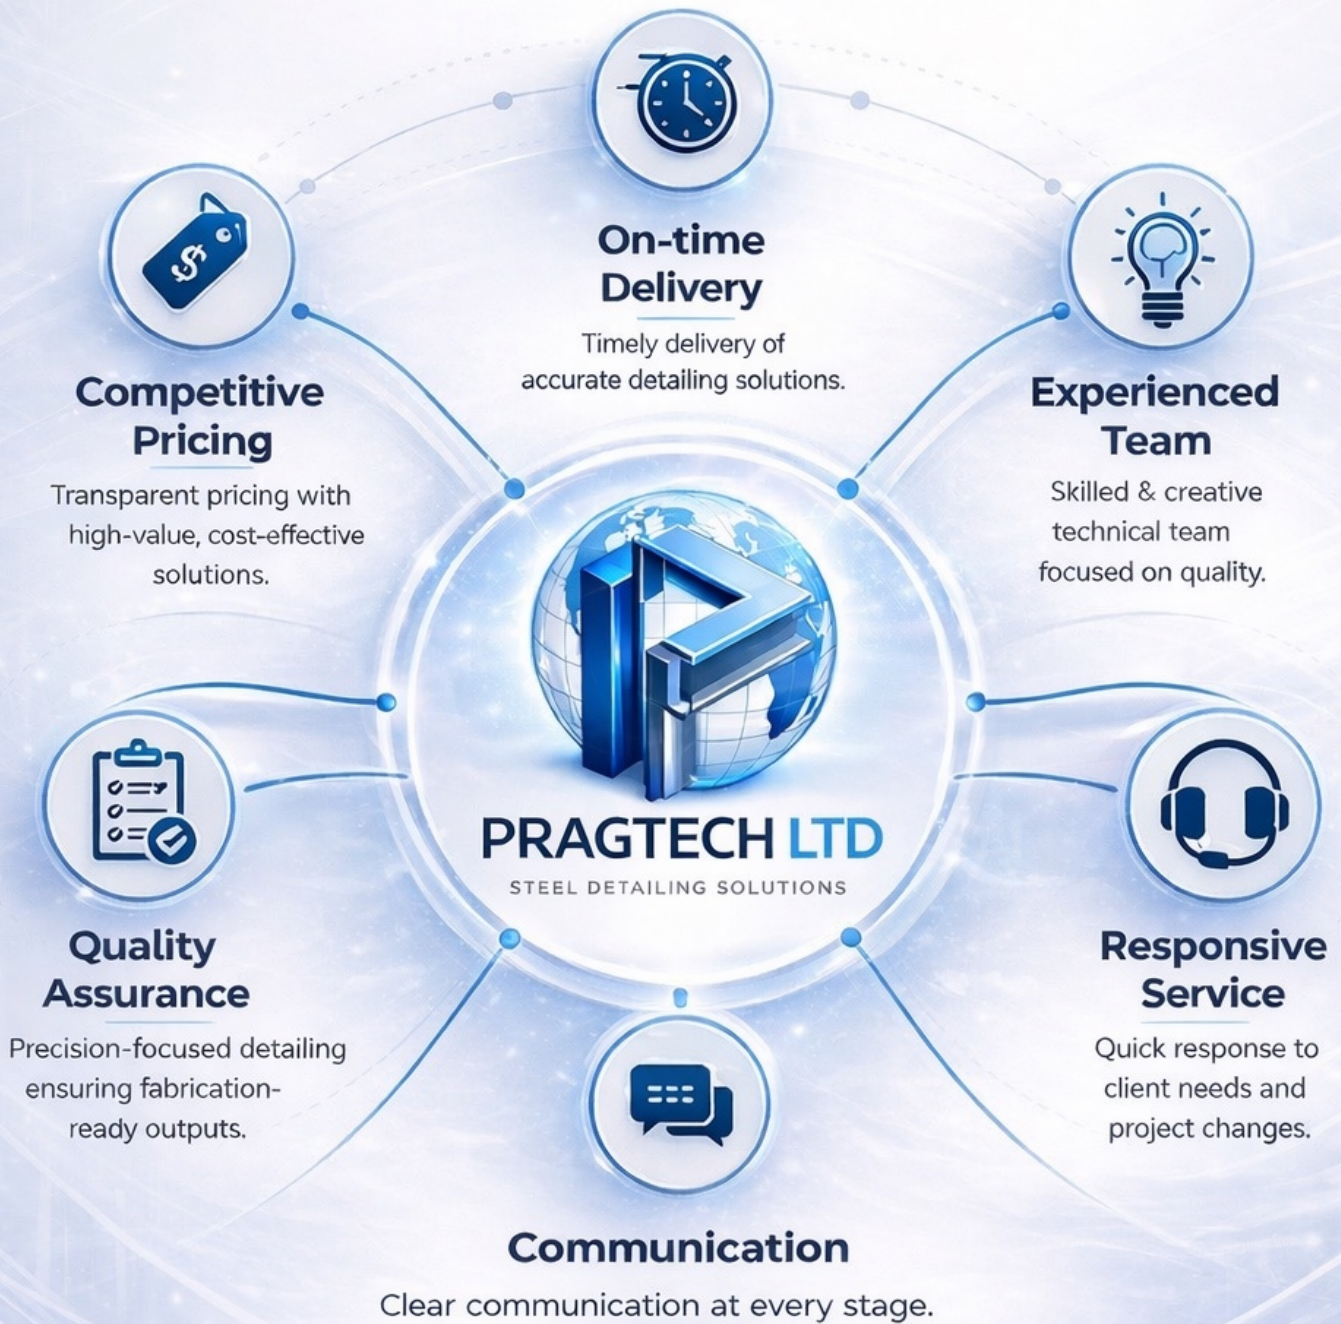 On-time
Delivery
Timely delivery of
accurate detailing solutions.
$
Competitive
Pricing
Transparent pricing with
high-value, cost-effective
solutions.
Experienced
Team
Skilled & creative
technical team
focused on quality.
PRAGTECH LTD
STEEL DETAILING SOLUTIONS
Quality
Assurance
Precision-focused detailing
ensuring fabrication-
ready outputs.
Responsive
Service
Quick response to
client needs and
project changes.
Communication
Clear communication at every stage.